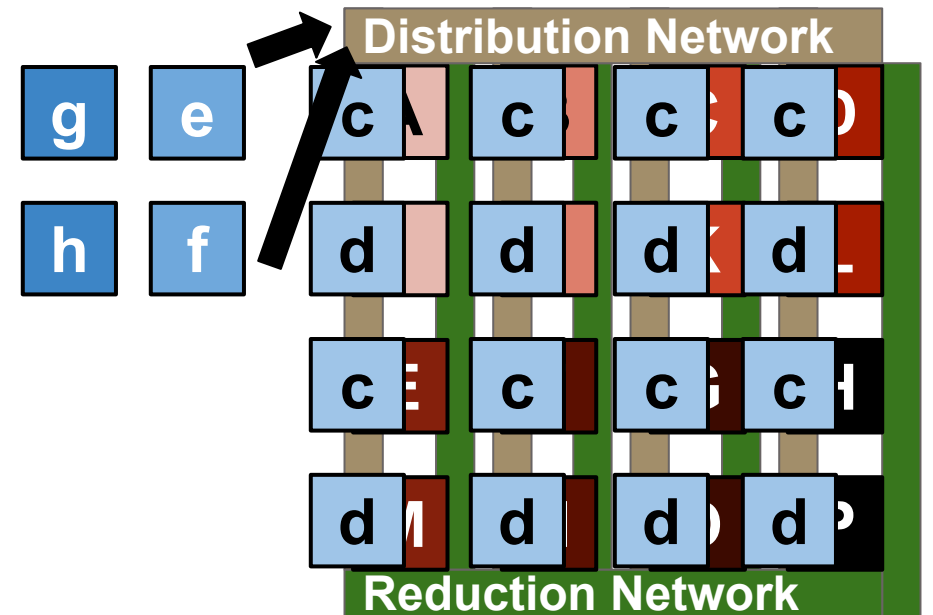 Distribution Network
g e c A c c C c D
h f d d d K d L
c E c c G c H
d M d d d P
Reduction Network